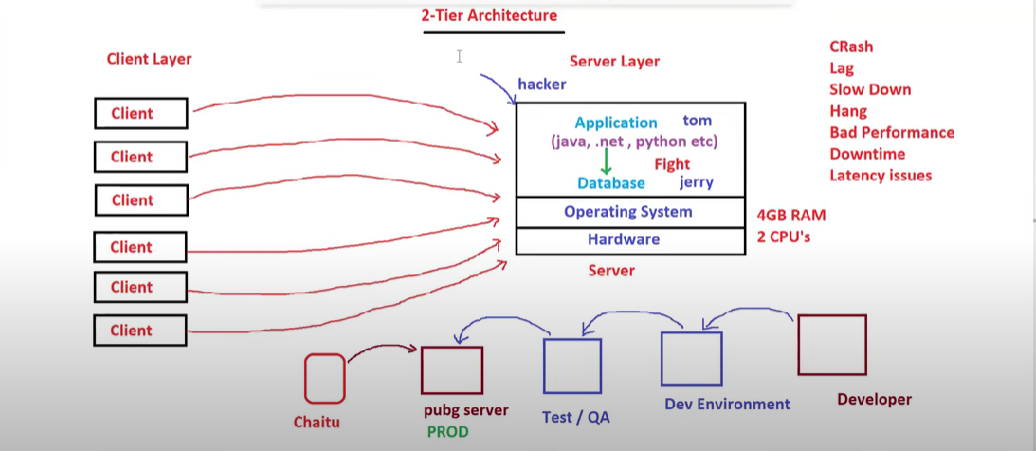 2-Tier Architecture
Client Layer
Client
Client
Client
Client
Client
Client
Server Layer
hacker
Application tom
(java, .net , python etc)
Fight
Database jerry
Operating System
Hardware
Server
4GB RAM
2 CPU's
CRash
Lag
Slow Down
Hang
Bad Performance
Downtime
Latency issues
Chaitu
pubg server
PROD
Test / QA
Dev Environment
Developer